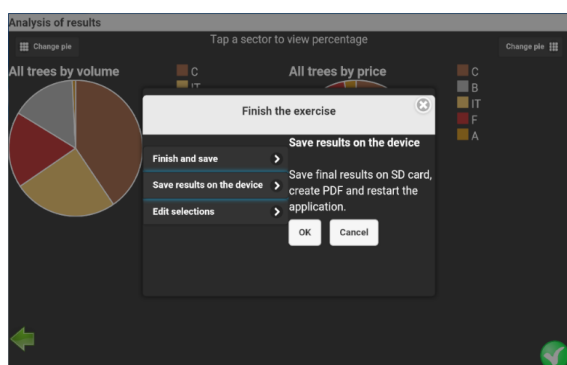 Analysis of results
Change pie
Tap a sector to view percentage
Change pie
All trees by volume
C
IT
All trees by price
C
B
IT
F
A
Finish the exercise
Finish and save
Save results on the device
Edit selections
Save results on the device
Save final results on SD card,
create PDF and restart the
application.
OK
Cancel